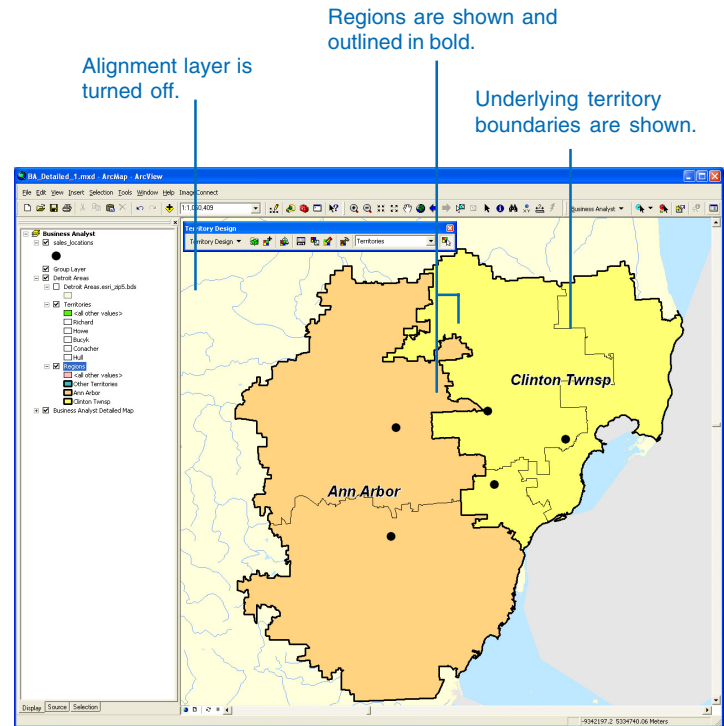 Regions are shown and
outlined in bold.
Alignment layer is
turned off.
Underlying territory
boundaries are shown.
BA_Detailed_1.mxd - ArcMap - ArcView
File Edit View Insert Selection Tools Window Help ImageConnect
Business Analyst
Territory Design
Territory Design
Territories
Business Analyst
sales_locations
Group Layer
Detroit Areas
Detroit Areas.esri_zip5.bds
Territories
<all other values>
Richard
Howe
Bucyk
Conacher
Hull
Regions
<all other values>
Other Territories
Ann Arbor
Clinton Twnsp
Business Analyst Detailed Map
Clinton Twnsp
Ann Arbor
Display Source Selection
-9342197.2 5334740.06 Meters